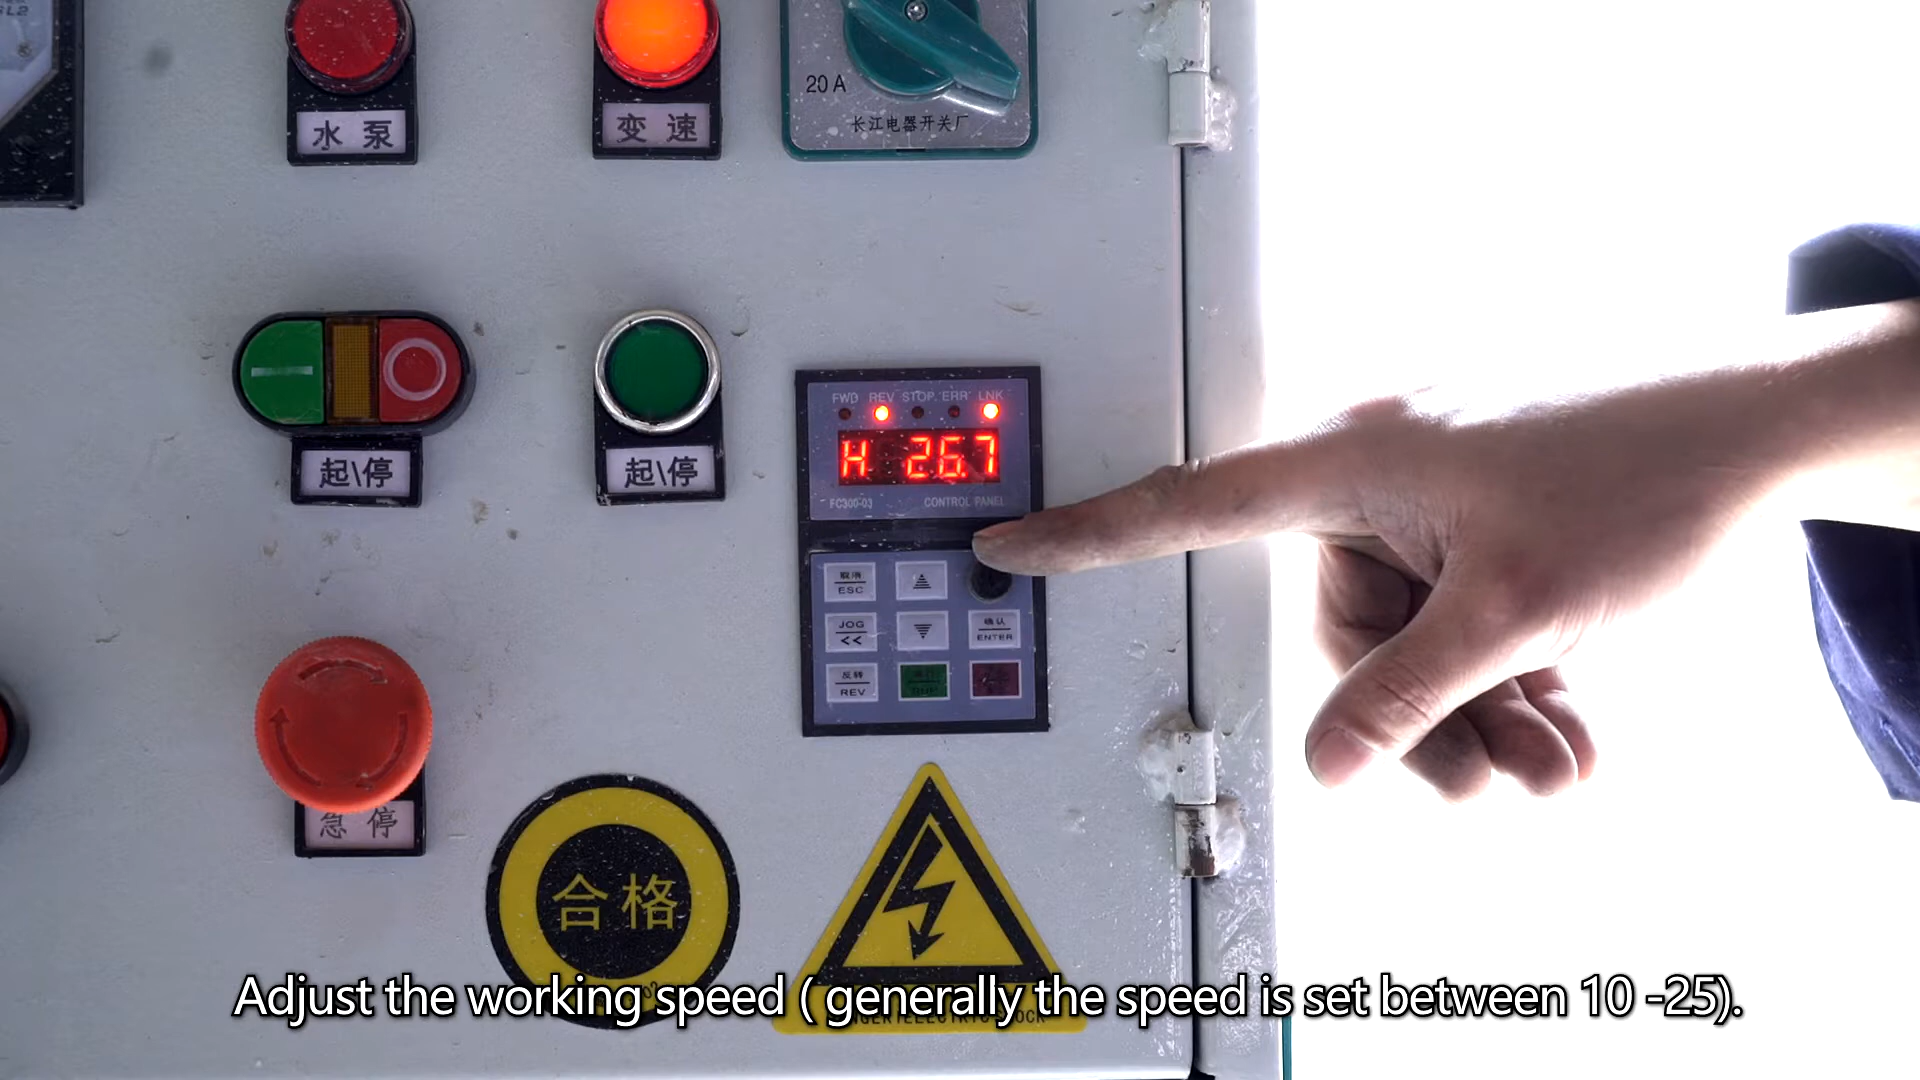 水泵
变速
20 A
长江电器开关厂
起\停
起\停
FWD REV STOP ERR LNK
H 26.7
FC300-03 CONTROL PANEL
取消
ESC
JOG
<<
确认
ENTER
反转
REV
急停
合格
Adjust the working speed ( generally the speed is set between 10 -25).